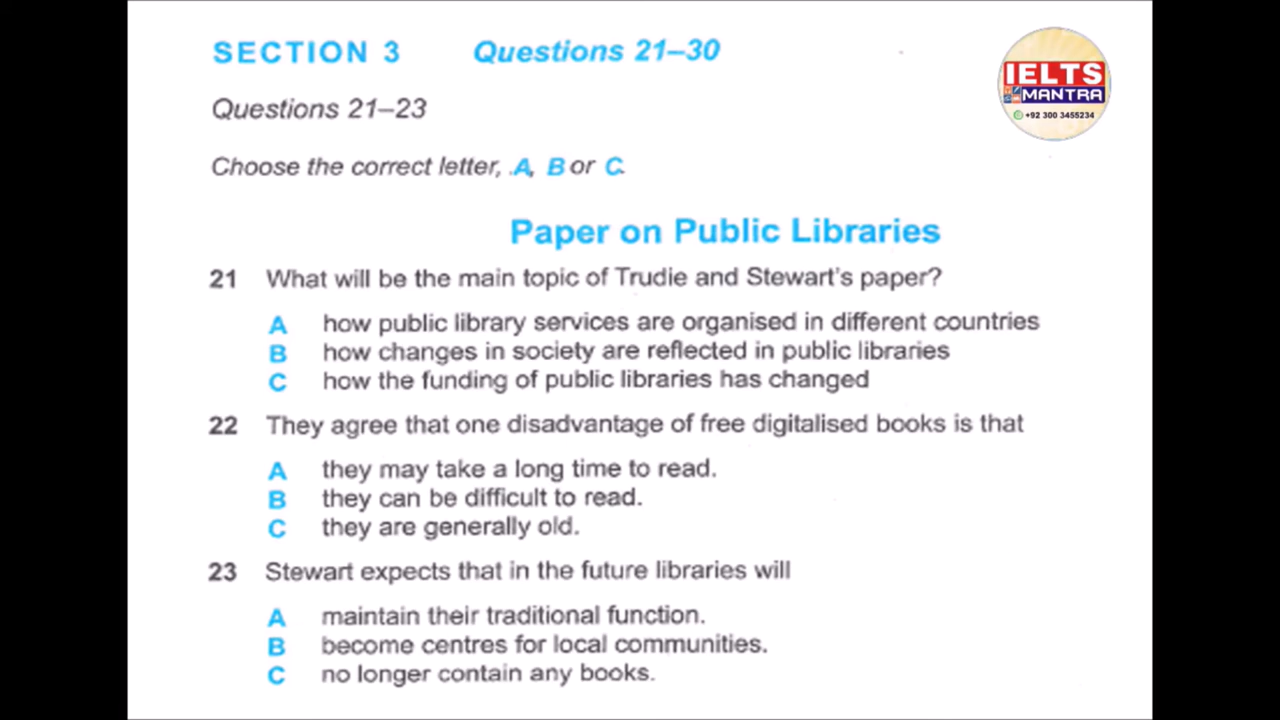 SECTION 3 Questions 21–30
IELTS
MANTRA
+92 300 3455234
Questions 21–23
Choose the correct letter, A, B or C.
Paper on Public Libraries
21 What will be the main topic of Trudie and Stewart's paper?
A how public library services are organised in different countries
B how changes in society are reflected in public libraries
C how the funding of public libraries has changed
22 They agree that one disadvantage of free digitalised books is that
A they may take a long time to read.
B they can be difficult to read.
C they are generally old.
23 Stewart expects that in the future libraries will
A maintain their traditional function.
B become centres for local communities.
C no longer contain any books.